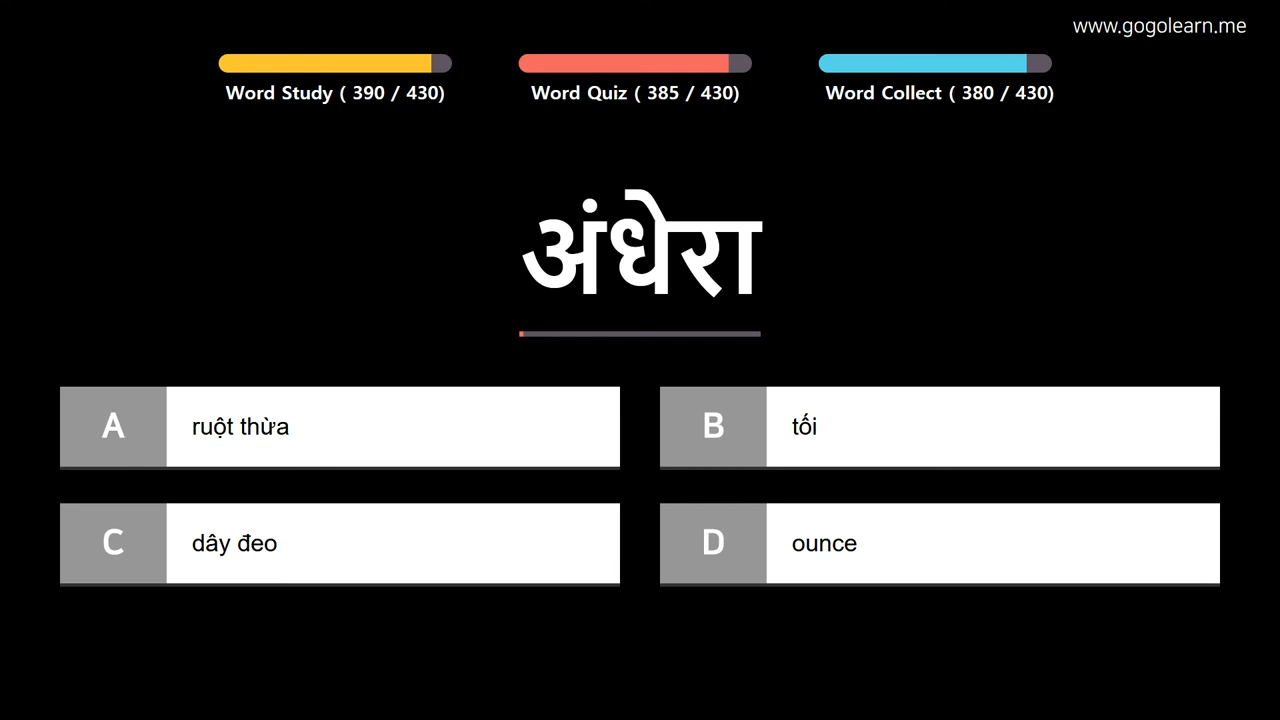 www.gogolearn.me
Word Study ( 390 / 430)
Word Quiz ( 385 / 430)
Word Collect ( 380 / 430)
अंधेरा
A ruột thừa
B tối
C dây đeo
D ounce